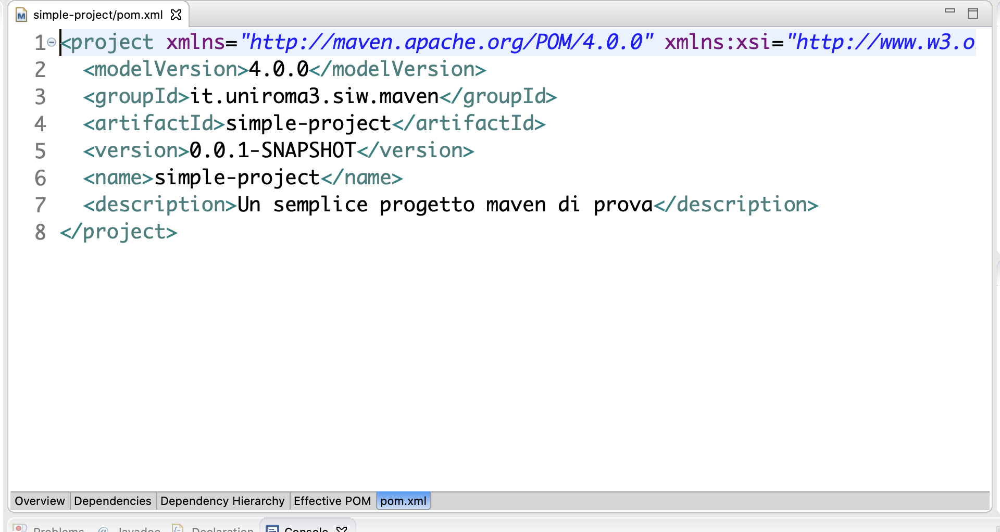 simple-project/pom.xml
1 <project xmlns="http://maven.apache.org/POM/4.0.0" xmlns:xsi="http://www.w3.o
2 <modelVersion>4.0.0</modelVersion>
3 <groupId>it.uniroma3.siw.maven</groupId>
4 <artifactId>simple-project</artifactId>
5 <version>0.0.1-SNAPSHOT</version>
6 <name>simple-project</name>
7 <description>Un semplice progetto maven di prova</description>
8 </project>
Overview Dependencies Dependency Hierarchy Effective POM pom.xml
Problems @ Javadoc Declaration Console